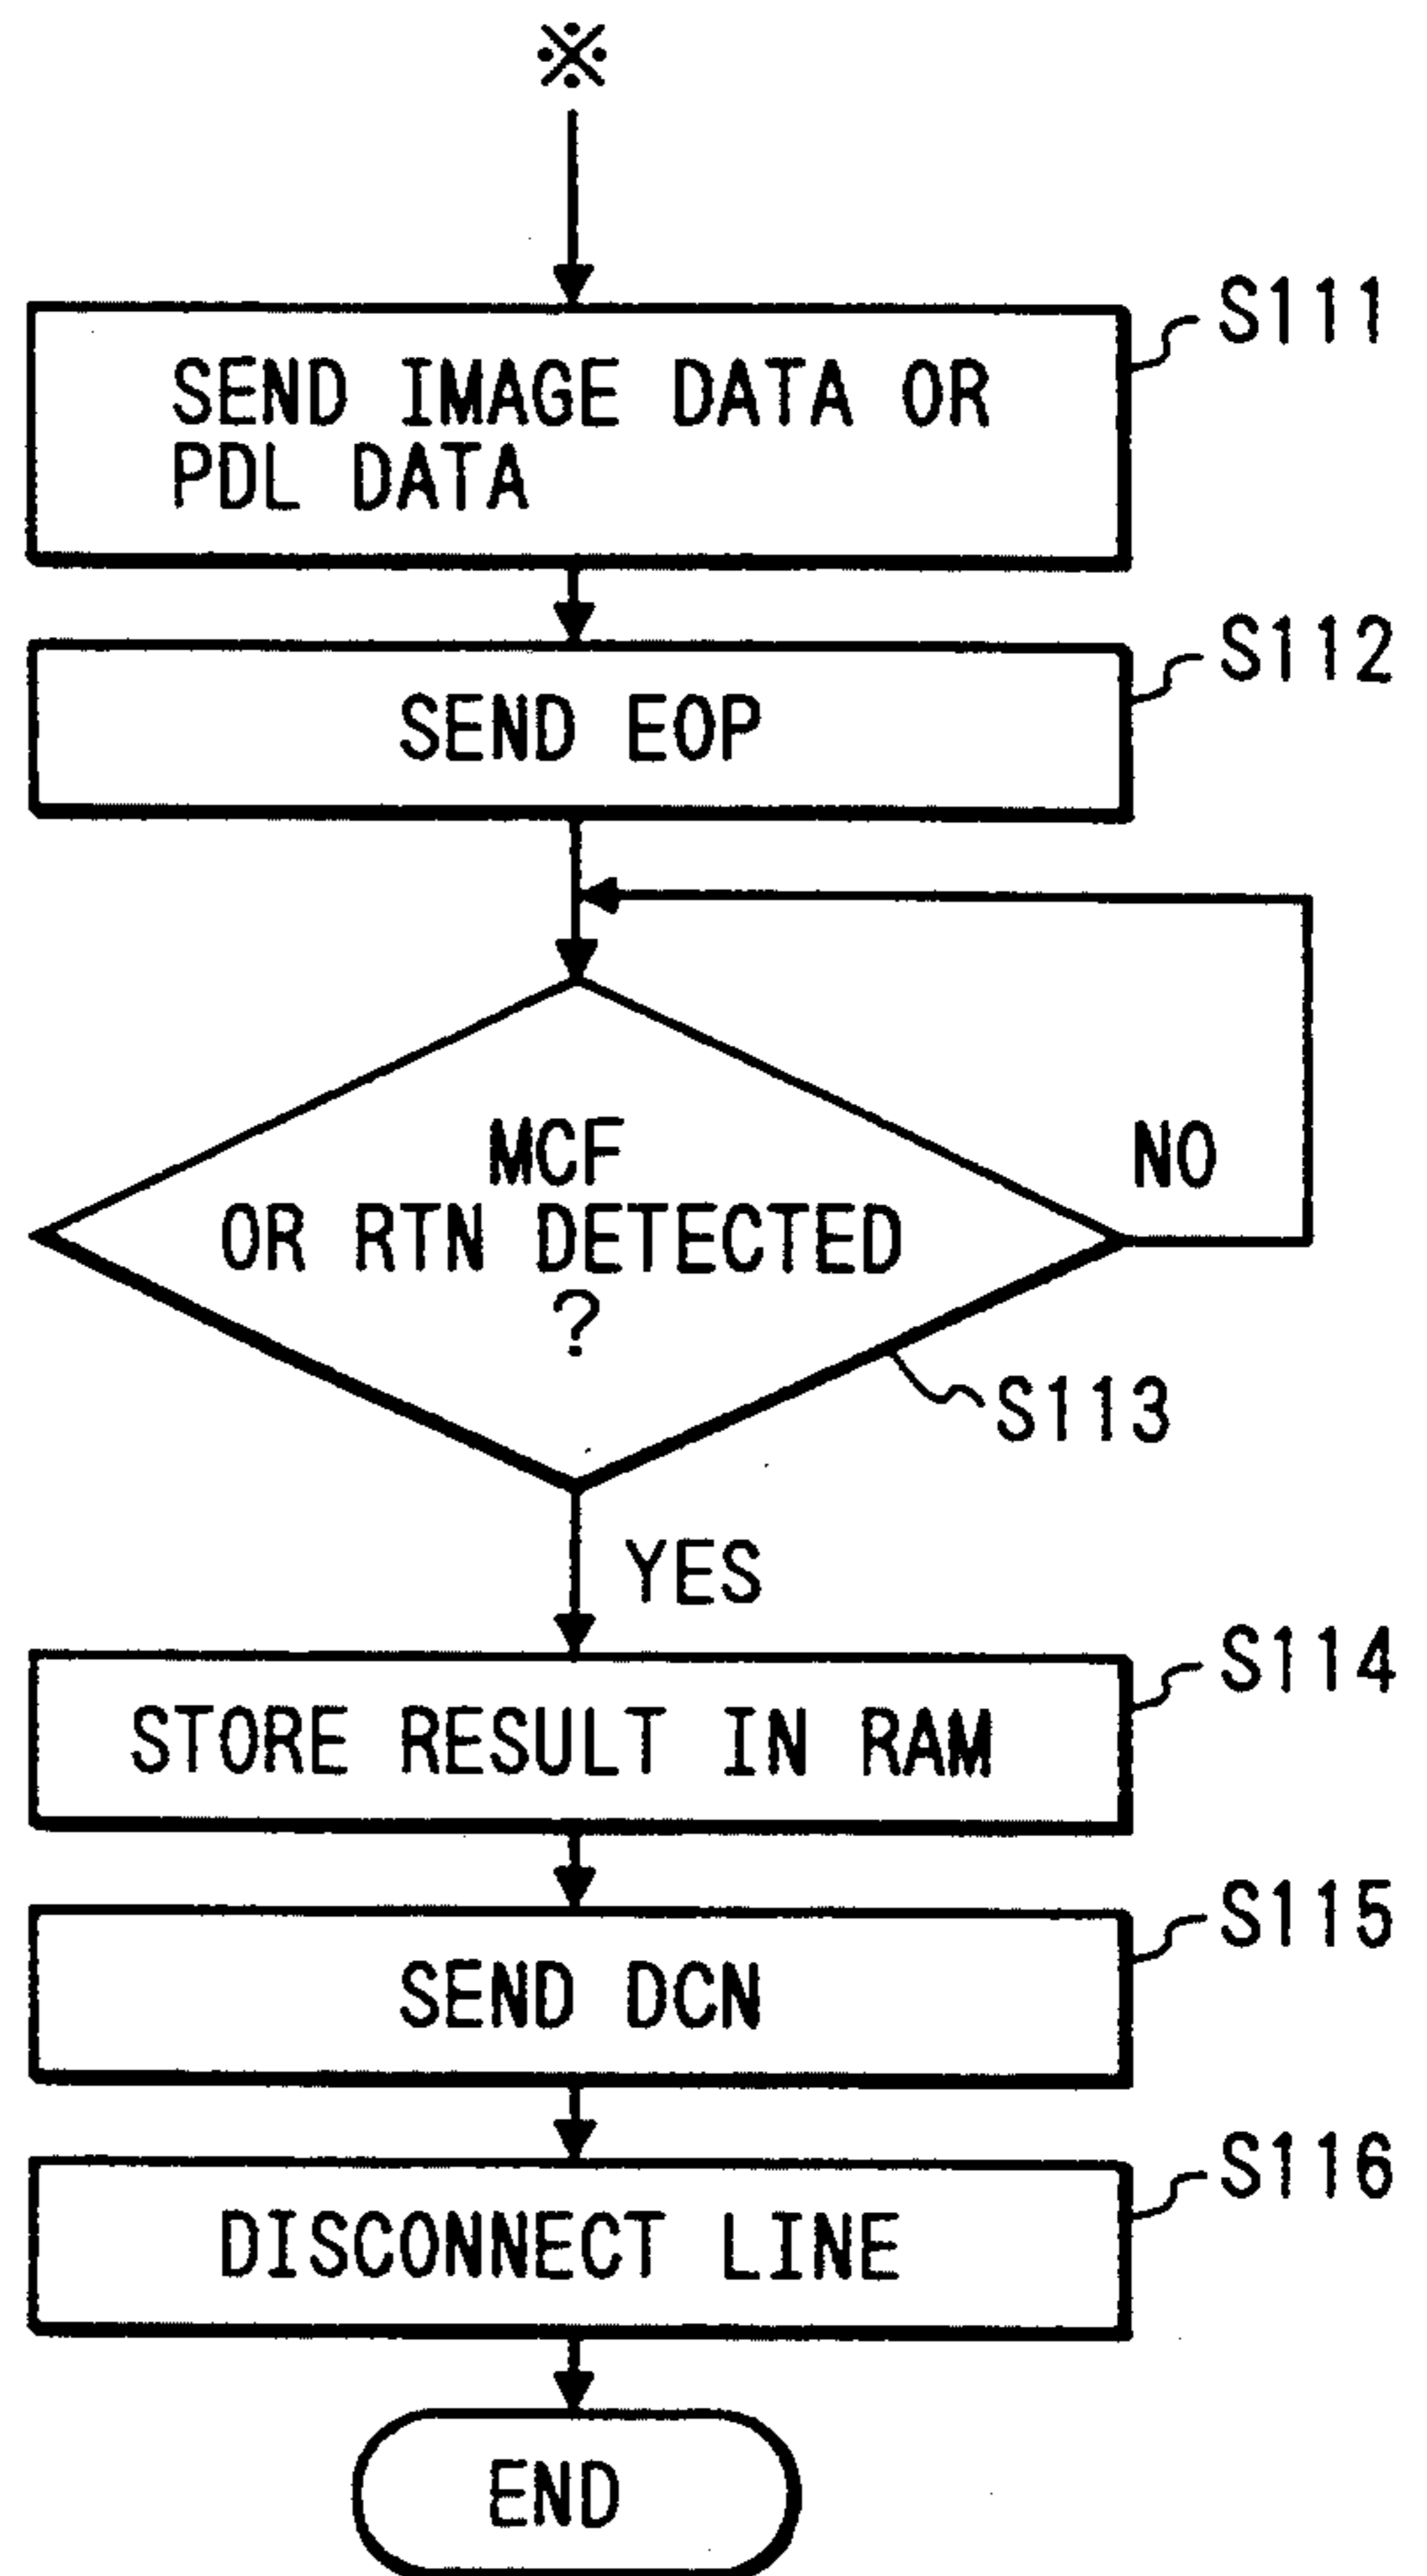 ※
S111
SEND IMAGE DATA OR
PDL DATA
S112
SEND EOP
MCF
OR RTN DETECTED
?
NO
S113
YES
S114
STORE RESULT IN RAM
S115
SEND DCN
S116
DISCONNECT LINE
END